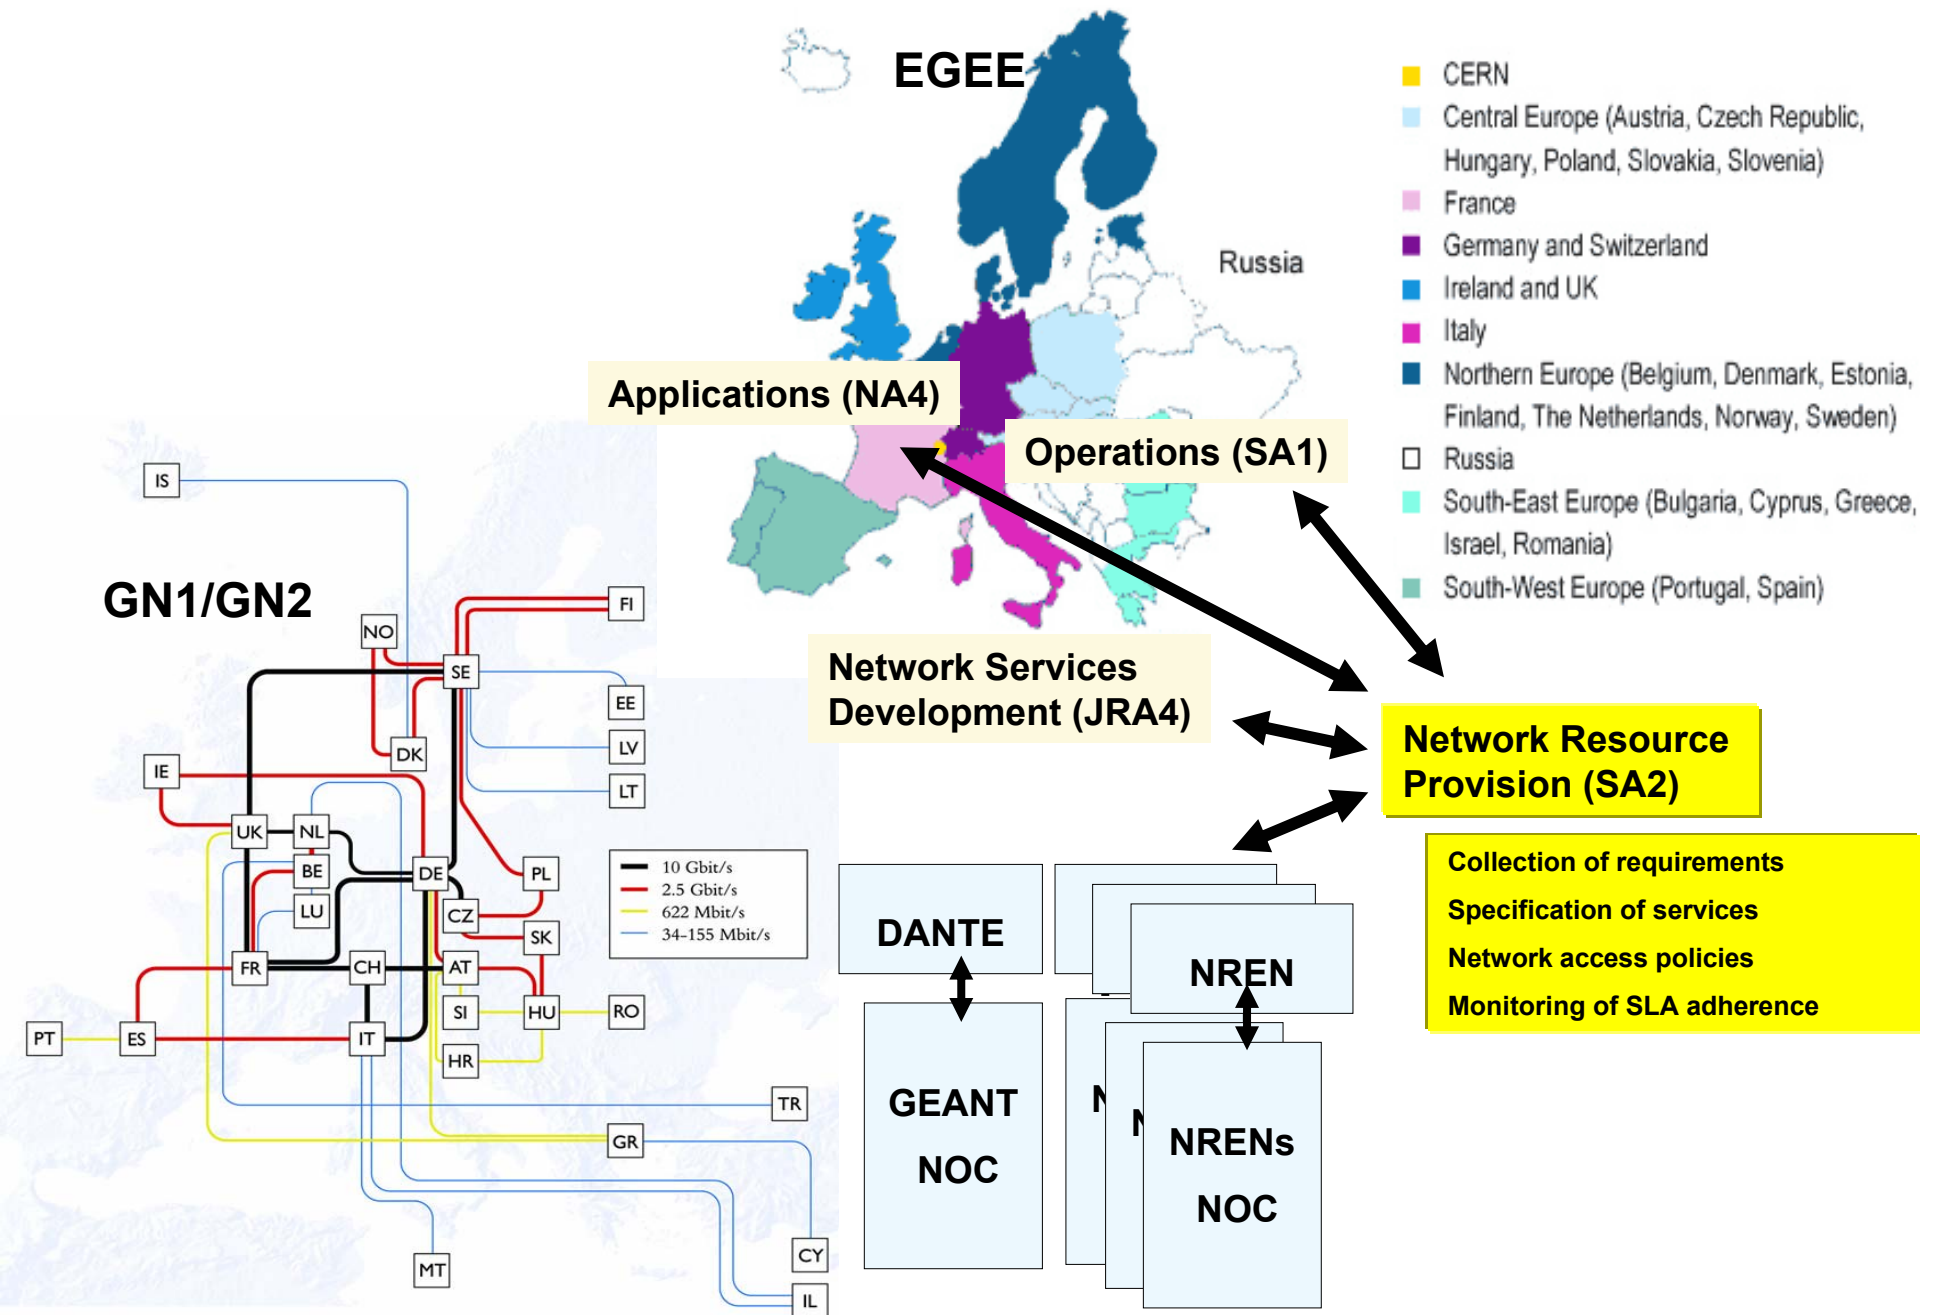 EGEE
CERN
Central Europe (Austria, Czech Republic,
Hungary, Poland, Slovakia, Slovenia)
France
Germany and Switzerland
Ireland and UK
Italy
Northern Europe (Belgium, Denmark, Estonia,
Finland, The Netherlands, Norway, Sweden)
Russia
South-East Europe (Bulgaria, Cyprus, Greece,
Israel, Romania)
South-West Europe (Portugal, Spain)
Russia
Applications (NA4)
Operations (SA1)
Network Services
Development (JRA4)
Network Resource
Provision (SA2)
Collection of requirements
Specification of services
Network access policies
Monitoring of SLA adherence
GN1/GN2
IS
FI
NO
SE
EE
LV
DK
IE
LT
UK
NL
BE
DE
PL
LU
CZ
SK
FR
CH
AT
SI
HU
RO
PT
ES
IT
HR
TR
GR
CY
MT
IL
10 Gbit/s
2.5 Gbit/s
622 Mbit/s
34-155 Mbit/s
DANTE
NREN
GEANT
NOC
N
N
NRENs
NOC